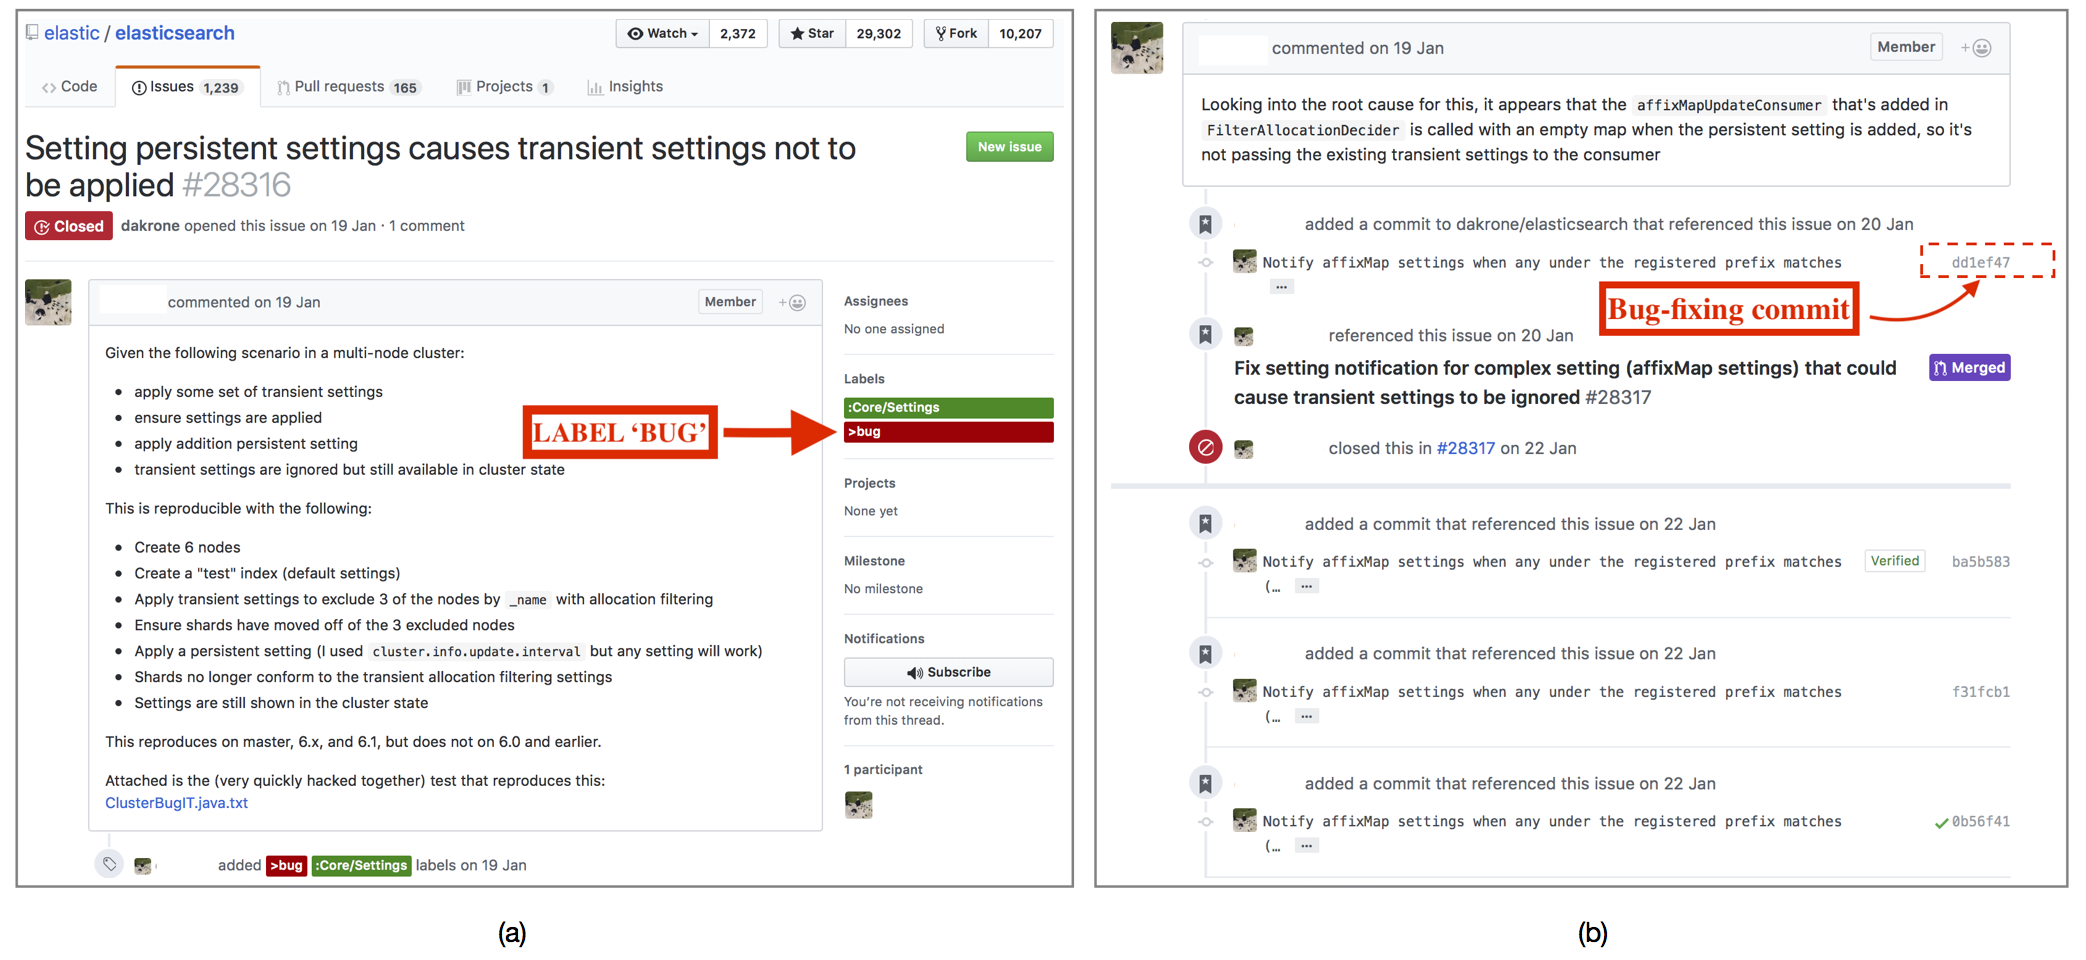 elastic / elasticsearch
Watch 2,372 Star 29,302 Fork 10,207
Code Issues 1,239 Pull requests 165 Projects 1 Insights
Setting persistent settings causes transient settings not to
be applied #28316
New issue
Closed dakrone opened this issue on 19 Jan · 1 comment
commented on 19 Jan Member
Given the following scenario in a multi-node cluster:
• apply some set of transient settings
• ensure settings are applied
• apply addition persistent setting
• transient settings are ignored but still available in cluster state
This is reproducible with the following:
• Create 6 nodes
• Create a "test" index (default settings)
• Apply transient settings to exclude 3 of the nodes by _name with allocation filtering
• Ensure shards have moved off of the 3 excluded nodes
• Apply a persistent setting (I used cluster.info.update.interval but any setting will work)
• Shards no longer conform to the transient allocation filtering settings
• Settings are still shown in the cluster state
This reproduces on master, 6.x, and 6.1, but does not on 6.0 and earlier.
Attached is the (very quickly hacked together) test that reproduces this:
ClusterBugIT.java.txt
added >bug :Core/Settings labels on 19 Jan
Assignees
No one assigned
Labels
:Core/Settings
>bug
LABEL ‘BUG’
Projects
None yet
Milestone
No milestone
Notifications
Subscribe
You’re not receiving notifications
from this thread.
1 participant
(a)
commented on 19 Jan Member
Looking into the root cause for this, it appears that the affixMapUpdateConsumer that's added in
FilterAllocationDecider is called with an empty map when the persistent setting is added, so it's
not passing the existing transient settings to the consumer
added a commit to dakrone/elasticsearch that referenced this issue on 20 Jan
Notify affixMap settings when any under the registered prefix matches dd1ef47
...
Bug-fixing commit
referenced this issue on 20 Jan
Fix setting notification for complex setting (affixMap settings) that could
cause transient settings to be ignored #28317
Merged
closed this in #28317 on 22 Jan
added a commit that referenced this issue on 22 Jan
Notify affixMap settings when any under the registered prefix matches Verified ba5b583
(… ...
added a commit that referenced this issue on 22 Jan
Notify affixMap settings when any under the registered prefix matches f31fcb1
(… ...
added a commit that referenced this issue on 22 Jan
Notify affixMap settings when any under the registered prefix matches 0b56f41
(… ...
(b)